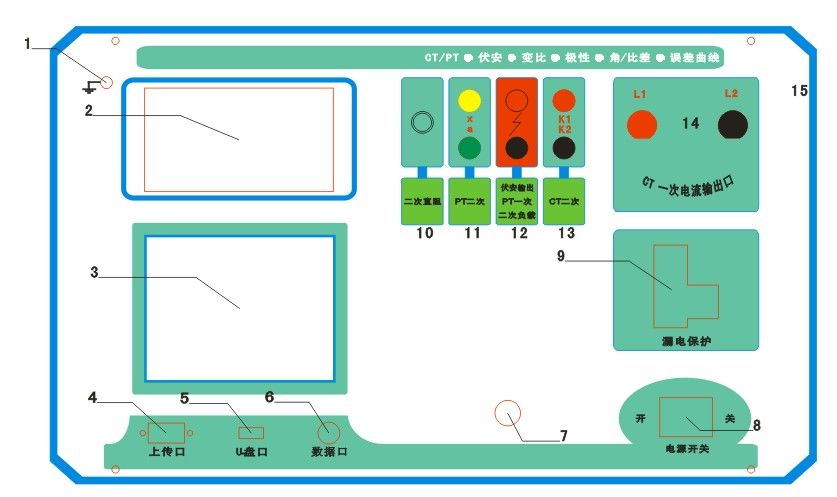 1
CT/PT ● 伏安 ● 变比 ● 极性 ● 角/比差 ● 误差曲线
2
15
L1
L2
14
CT 一次电流输出口
x
a
K1
K2
二次直阻
PT二次
伏安输出
PT一次
二次负载
CT二次
10
11
12
13
3
9
漏电保护
4
5
6
7
8
开
关
电源开关
上传口
U盘口
数据口